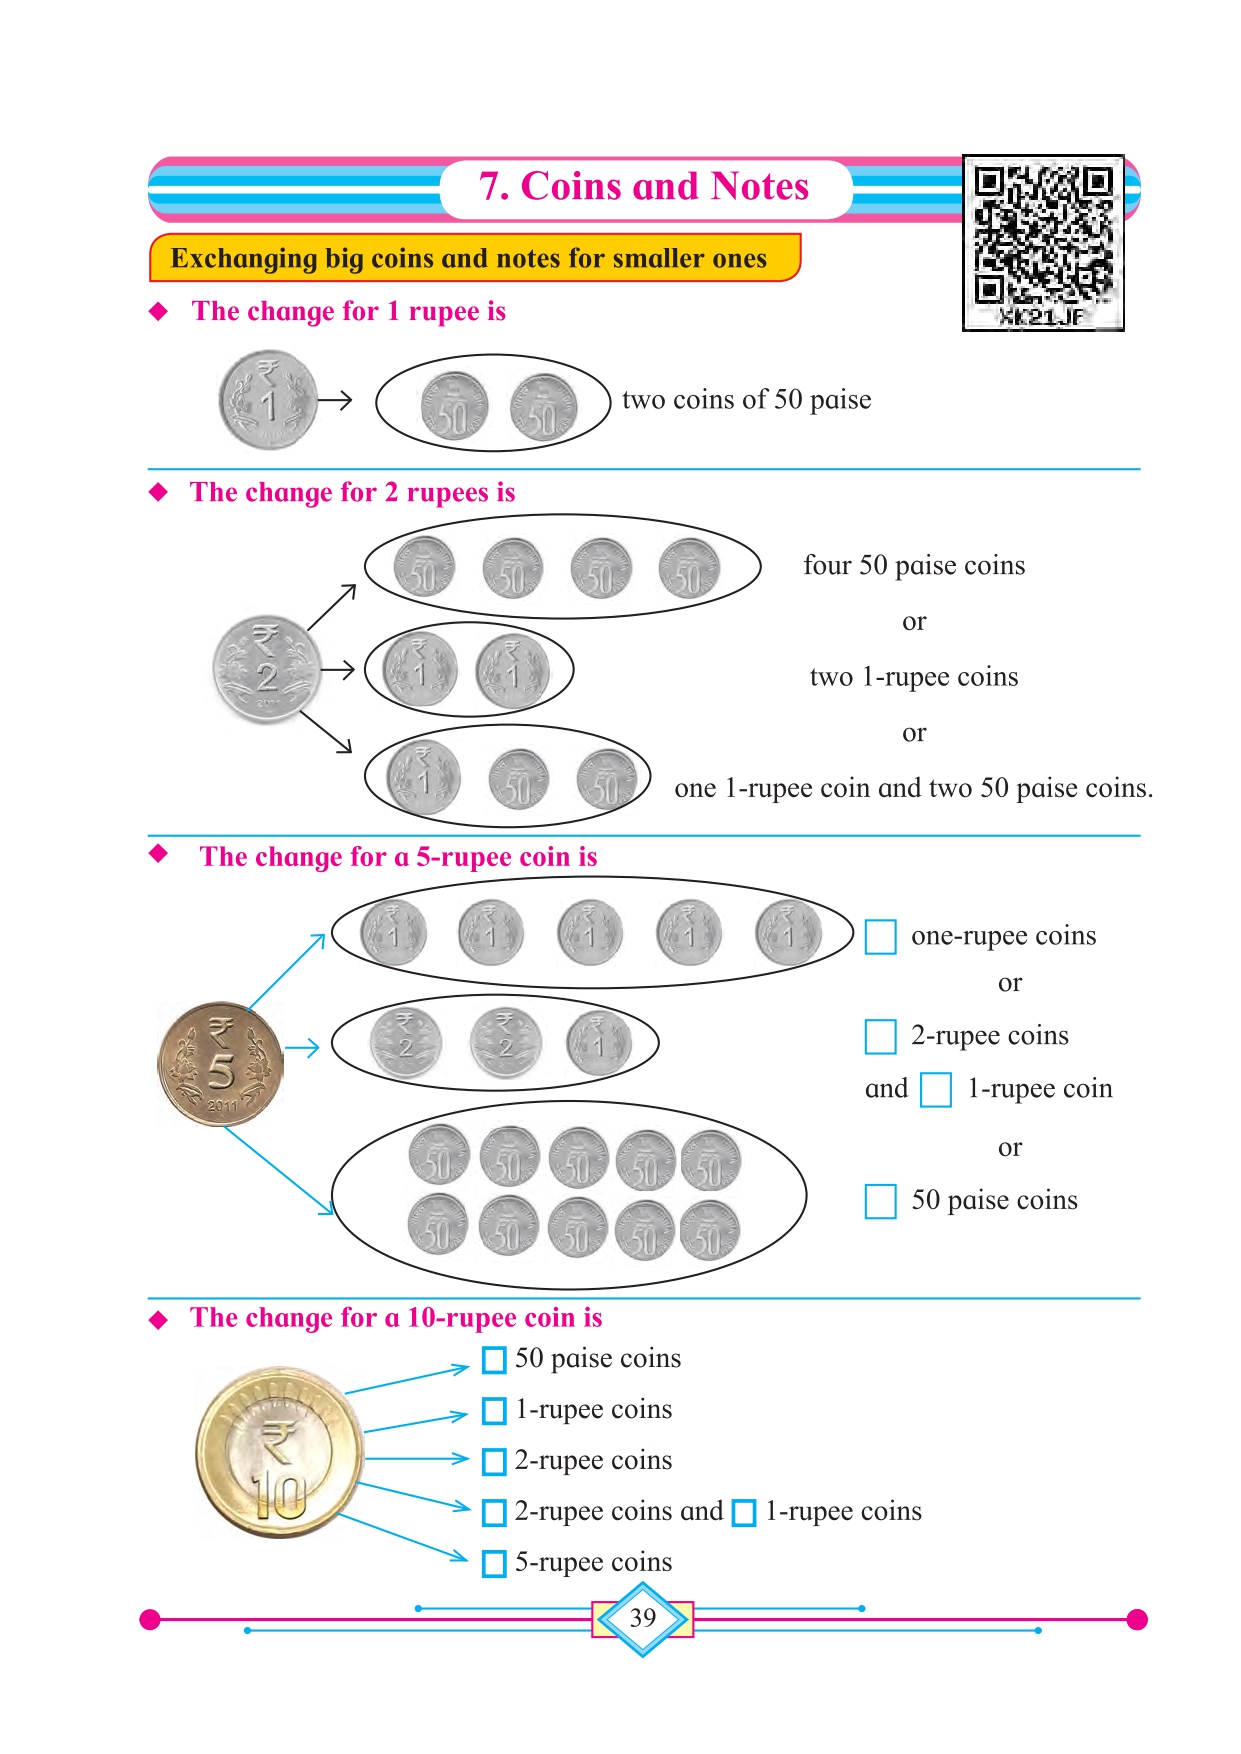 7. Coins and Notes
XK21JF
Exchanging big coins and notes for smaller ones
The change for 1 rupee is
₹
1
50 50
two coins of 50 paise
The change for 2 rupees is
50 50 50 50
four 50 paise coins
or
₹
2
2011
₹ ₹
1 1
two 1-rupee coins
or
₹
1 50 50
one 1-rupee coin and two 50 paise coins.
The change for a 5-rupee coin is
₹ ₹ ₹ ₹ ₹
1 1 1 1 1
one-rupee coins
or
₹
5
2011
₹ ₹ ₹
2 2 1
2-rupee coins
and 1-rupee coin
or
50 50 50 50 50
50 50 50 50 50
50 paise coins
The change for a 10-rupee coin is
₹
10
50 paise coins
1-rupee coins
2-rupee coins
2-rupee coins and 1-rupee coins
5-rupee coins
39